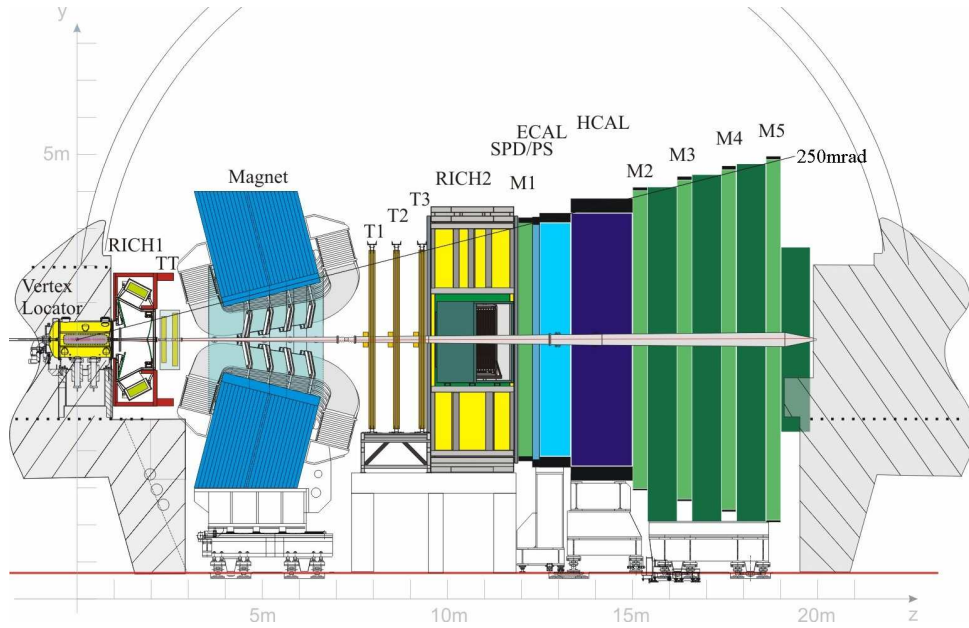 y
5m
Vertex
Locator
RICH1
TT
Magnet
T1
T2
T3
RICH2
M1
SPD/PS
ECAL
HCAL
M2
M3
M4
M5
250mrad
5m
10m
15m
20m
z